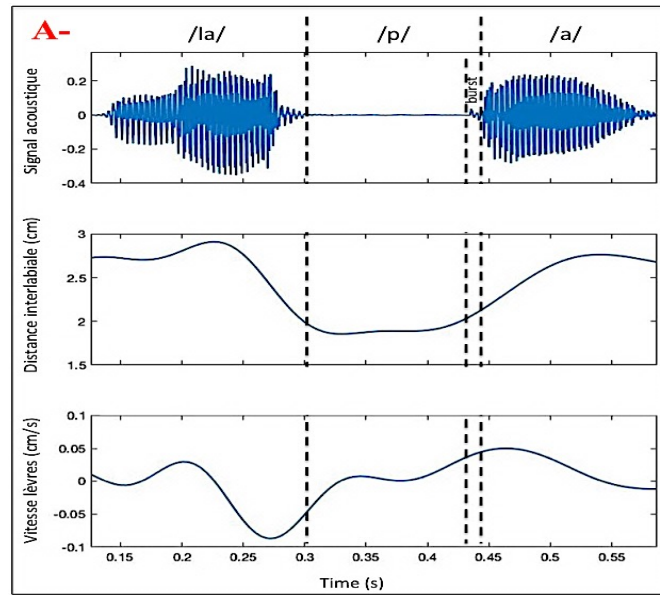 A-
/la/ /p/ /a/
burst
Signal acoustique
0.2
0
-0.2
-0.4
Distance interlabiale (cm)
3
2.5
2
1.5
Vitesse lèvres (cm/s)
0.1
0.05
0
-0.05
-0.1
0.15 0.2 0.25 0.3 0.35 0.4 0.45 0.5 0.55
Time (s)